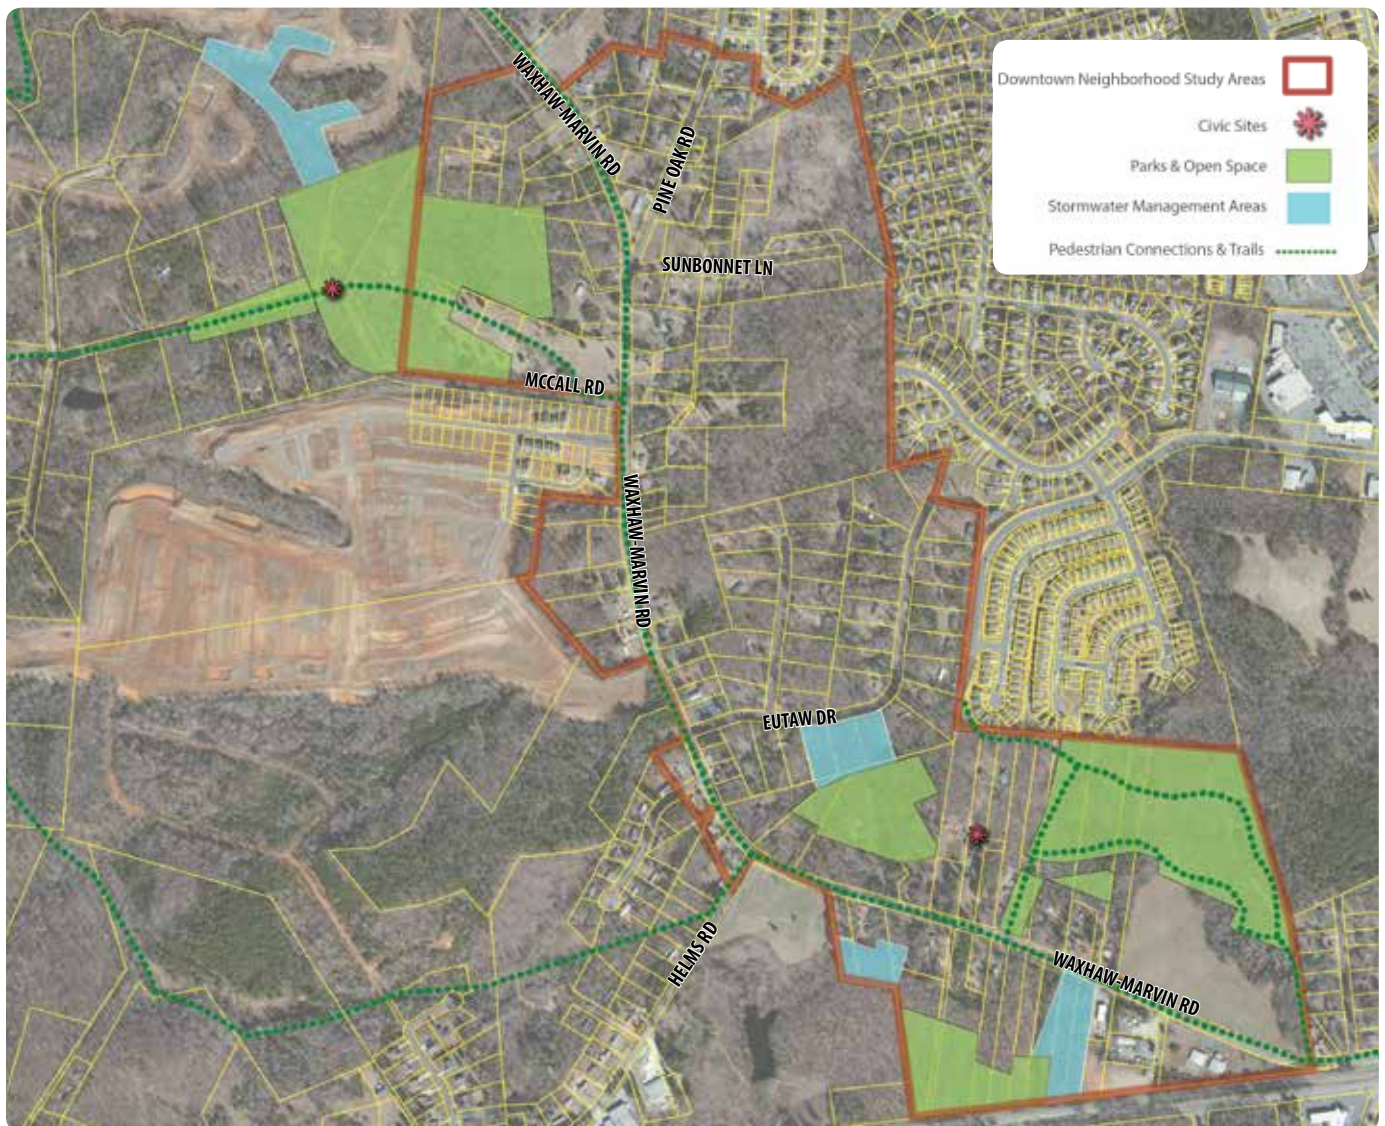 Downtown Neighborhood Study Areas
Civic Sites
Parks & Open Space
Stormwater Management Areas
Pedestrian Connections & Trails
WAXHAW-MARVIN RD
PINE OAK RD
SUNBONNET LN
MCCALL RD
WAXHAW-MARVIN RD
EUTAW DR
HELMS RD
WAXHAW-MARVIN RD